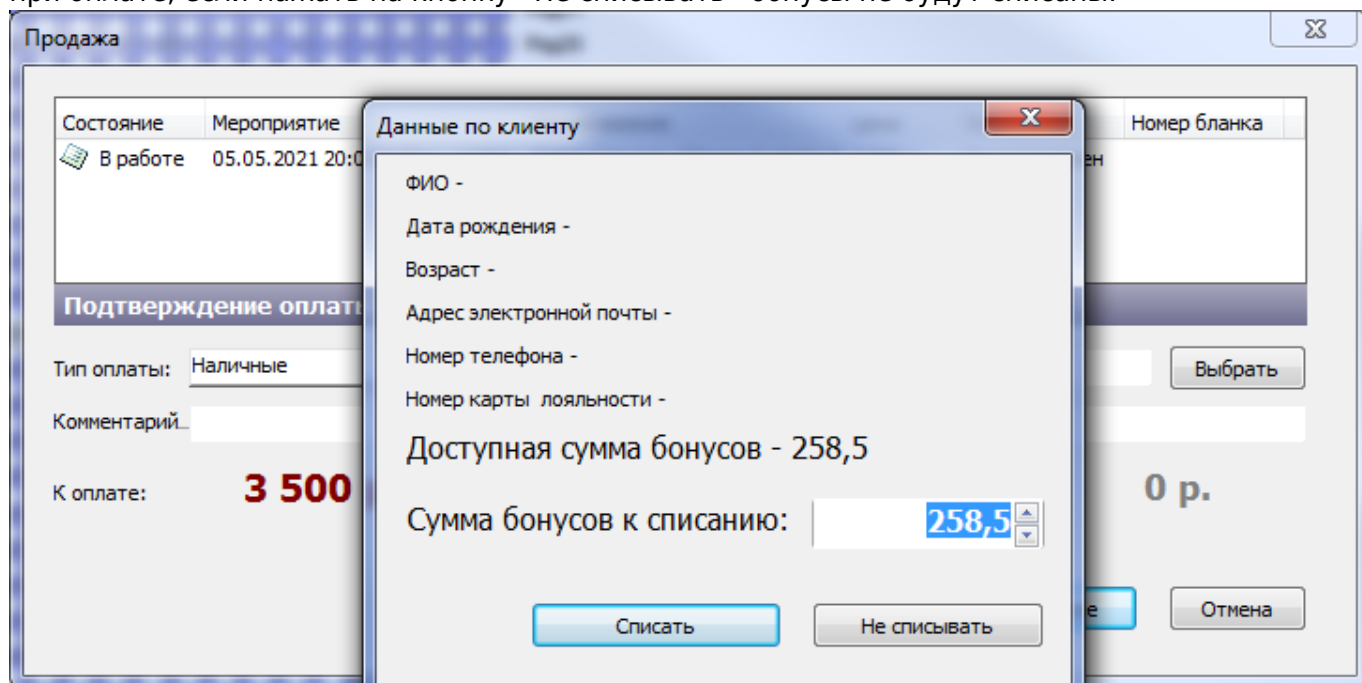 Продажа
Состояние Мероприятие Номер бланка
В работе 05.05.2021 20:0 ен
Подтверждение оплаты
Тип оплаты: Наличные Выбрать
Комментарий
К оплате: 3 500 0 р.
е Отмена
Данные по клиенту
ФИО -
Дата рождения -
Возраст -
Адрес электронной почты -
Номер телефона -
Номер карты лояльности -
Доступная сумма бонусов - 258,5
Сумма бонусов к списанию: 258,5
Списать Не списывать